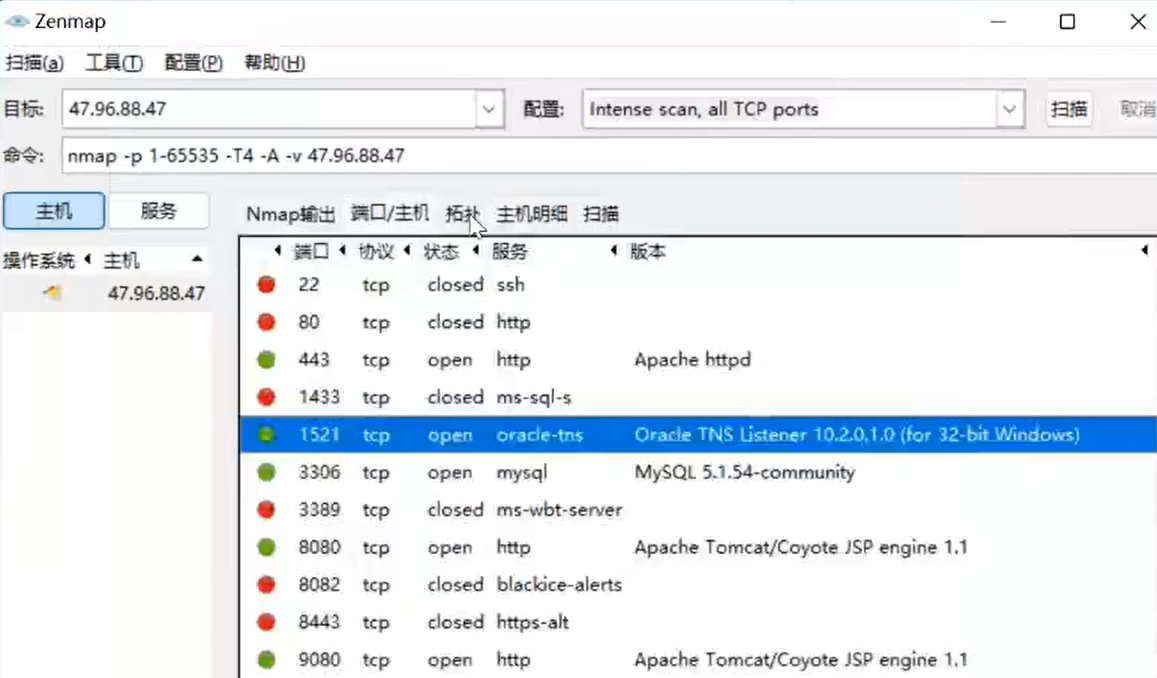 Zenmap
扫描(a) 工具(T) 配置(P) 帮助(H)
目标: 47.96.88.47 配置: Intense scan, all TCP ports 扫描 取消
命令: nmap -p 1-65535 -T4 -A -v 47.96.88.47
主机 服务 Nmap输出 端口/主机 拓扑 主机明细 扫描
操作系统 主机 端口 协议 状态 服务 版本
47.96.88.47
22 tcp closed ssh
80 tcp closed http
443 tcp open http Apache httpd
1433 tcp closed ms-sql-s
1521 tcp open oracle-tns Oracle TNS Listener 10.2.0.1.0 (for 32-bit Windows)
3306 tcp open mysql MySQL 5.1.54-community
3389 tcp closed ms-wbt-server
8080 tcp open http Apache Tomcat/Coyote JSP engine 1.1
8082 tcp closed blackice-alerts
8443 tcp closed https-alt
9080 tcp open http Apache Tomcat/Coyote JSP engine 1.1